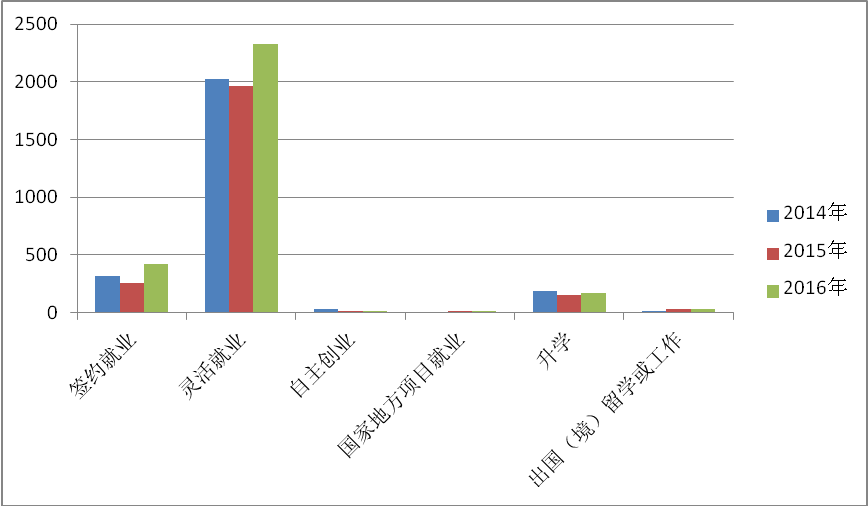 2500
2000
1500
1000
500
0
签约就业
灵活就业
自主创业
国家地方项目就业
升学
出国（境）留学或工作
2014年
2015年
2016年